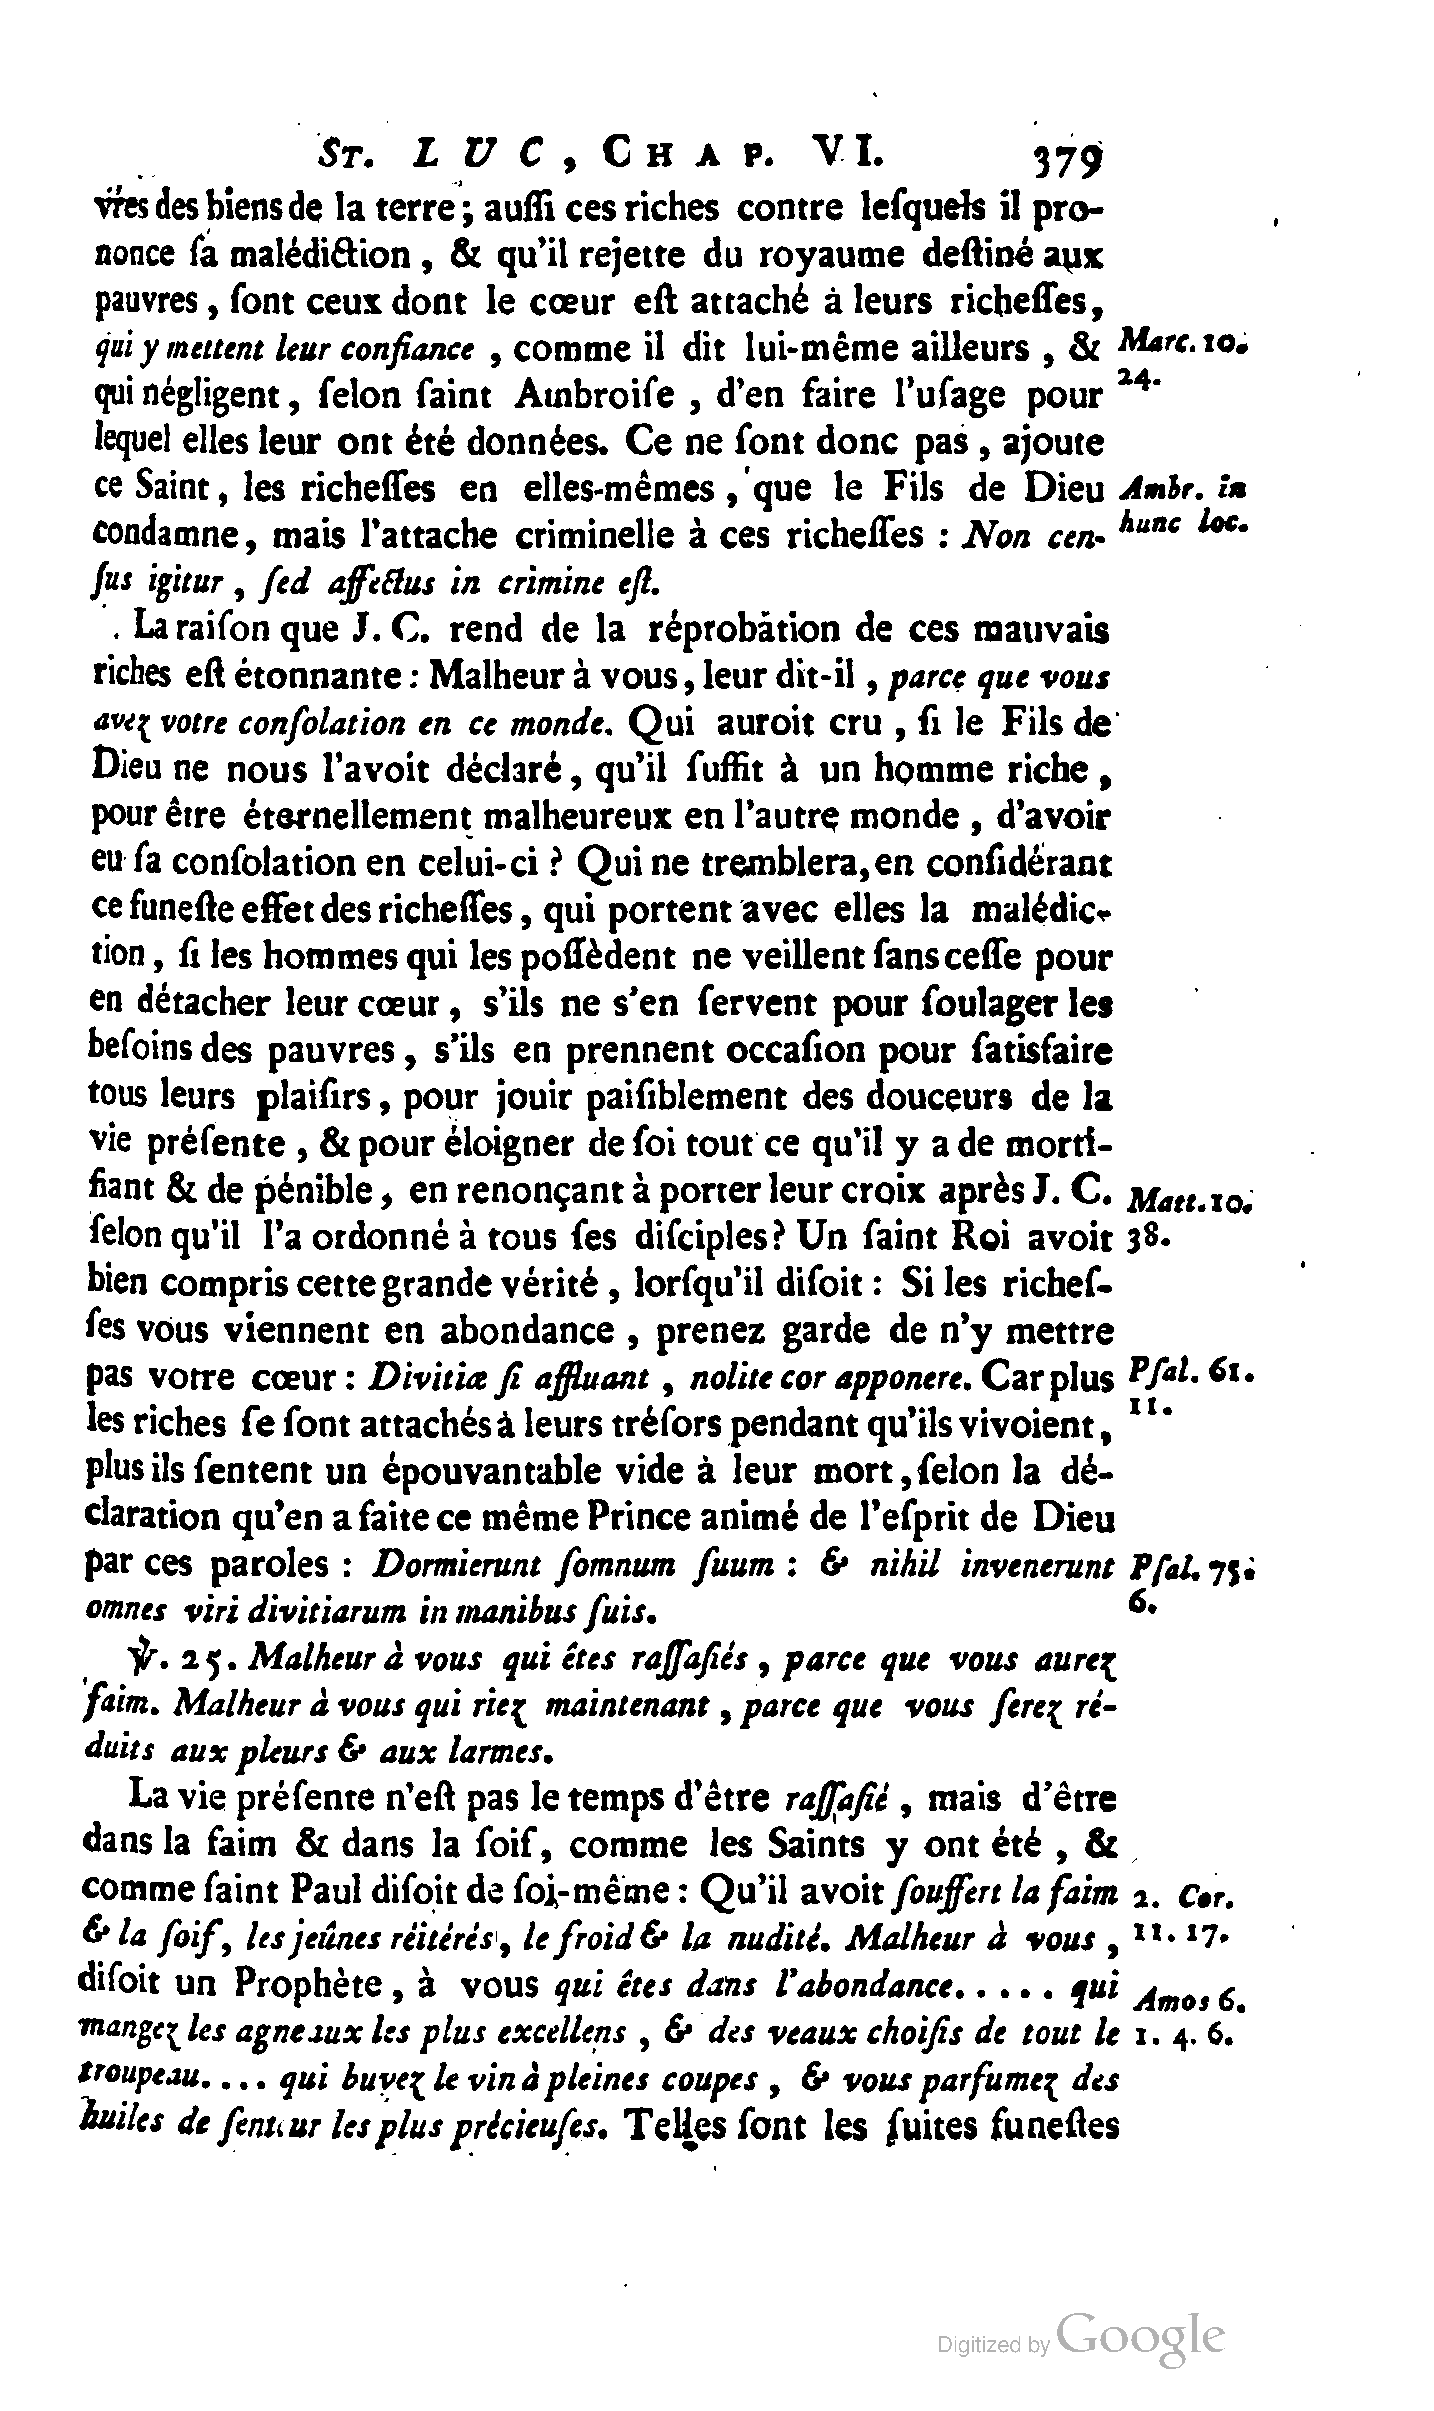 ST. LUC, CHAP. VI. 379
vres des biens de la terre ; auſſi ces riches contre leſquels il pro-
nonce ſa malédiction, & qu'il rejette du royaume deſtiné aux
pauvres, ſont ceux dont le cœur eſt attaché à leurs richeſſes,
qui y mettent leur confiance, comme il dit lui-même ailleurs, & Marc. 10.
qui négligent, ſelon ſaint Ambroiſe, d'en faire l'uſage pour 24.
lequel elles leur ont été données. Ce ne ſont donc pas, ajoute
ce Saint, les richeſſes en elles-mêmes, que le Fils de Dieu Ambr. in
condamne, mais l'attache criminelle à ces richeſſes : Non cen- hunc loc.
ſus igitur, ſed affectus in crimine eſt.
La raiſon que J. C. rend de la réprobation de ces mauvais
riches eſt étonnante : Malheur à vous, leur dit-il, parce que vous
avez votre conſolation en ce monde. Qui auroit cru, ſi le Fils de
Dieu ne nous l'avoit déclaré, qu'il ſuffit à un homme riche,
pour être éternellement malheureux en l'autre monde, d'avoir
eu ſa conſolation en celui-ci ? Qui ne tremblera, en conſidérant
ce funeſte effet des richeſſes, qui portent avec elles la malédic-
tion, ſi les hommes qui les poſſèdent ne veillent ſans ceſſe pour
en détacher leur cœur, s'ils ne s'en ſervent pour ſoulager les
beſoins des pauvres, s'ils en prennent occaſion pour ſatisfaire
tous leurs plaiſirs, pour jouir paiſiblement des douceurs de la
vie préſente, & pour éloigner de ſoi tout ce qu'il y a de morti-
fiant & de pénible, en renonçant à porter leur croix après J. C. Matt. 10.
ſelon qu'il l'a ordonné à tous ſes diſciples? Un ſaint Roi avoit 38.
bien compris cette grande vérité, lorſqu'il diſoit : Si les richeſ-
ſes vous viennent en abondance, prenez garde de n'y mettre
pas votre cœur : Divitiæ ſi affluant, nolite cor apponere. Car plus Pſal. 61.
les riches ſe ſont attachés à leurs tréſors pendant qu'ils vivoient, 11.
plus ils ſentent un épouvantable vide à leur mort, ſelon la dé-
claration qu'en a faite ce même Prince animé de l'eſprit de Dieu
par ces paroles : Dormierunt ſomnum ſuum : & nihil invenerunt Pſal. 75.
omnes viri divitiarum in manibus ſuis. 6.
℣. 25. Malheur à vous qui êtes raſſaſiés, parce que vous aurez
faim. Malheur à vous qui riez maintenant, parce que vous ſerez ré-
duits aux pleurs & aux larmes.
La vie préſente n'eſt pas le temps d'être raſſaſié, mais d'être
dans la faim & dans la ſoif, comme les Saints y ont été, &
comme ſaint Paul diſoit de ſoi-même : Qu'il avoit ſouffert la faim 2. Cor.
& la ſoif, les jeûnes réitérés, le froid & la nudité. Malheur à vous, 11. 17.
diſoit un Prophète, à vous qui êtes dans l'abondance..... qui Amos 6.
mangez les agneaux les plus excellens, & des veaux choiſis de tout le 1. 4. 6.
troupeau.... qui buvez le vin à pleines coupes, & vous parfumez des
huiles de ſenteur les plus précieuſes. Telles ſont les ſuites funeſtes
Digitized by Google